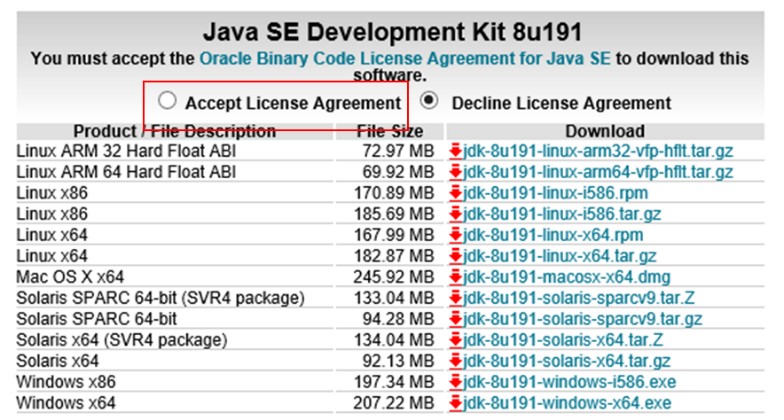 Java SE Development Kit 8u191
You must accept the Oracle Binary Code License Agreement for Java SE to download this
software.
Accept License Agreement Decline License Agreement
Product / File Description File Size Download
Linux ARM 32 Hard Float ABI 72.97 MB jdk-8u191-linux-arm32-vfp-hflt.tar.gz
Linux ARM 64 Hard Float ABI 69.92 MB jdk-8u191-linux-arm64-vfp-hflt.tar.gz
Linux x86 170.89 MB jdk-8u191-linux-i586.rpm
Linux x86 185.69 MB jdk-8u191-linux-i586.tar.gz
Linux x64 167.99 MB jdk-8u191-linux-x64.rpm
Linux x64 182.87 MB jdk-8u191-linux-x64.tar.gz
Mac OS X x64 245.92 MB jdk-8u191-macosx-x64.dmg
Solaris SPARC 64-bit (SVR4 package) 133.04 MB jdk-8u191-solaris-sparcv9.tar.Z
Solaris SPARC 64-bit 94.28 MB jdk-8u191-solaris-sparcv9.tar.gz
Solaris x64 (SVR4 package) 134.04 MB jdk-8u191-solaris-x64.tar.Z
Solaris x64 92.13 MB jdk-8u191-solaris-x64.tar.gz
Windows x86 197.34 MB jdk-8u191-windows-i586.exe
Windows x64 207.22 MB jdk-8u191-windows-x64.exe